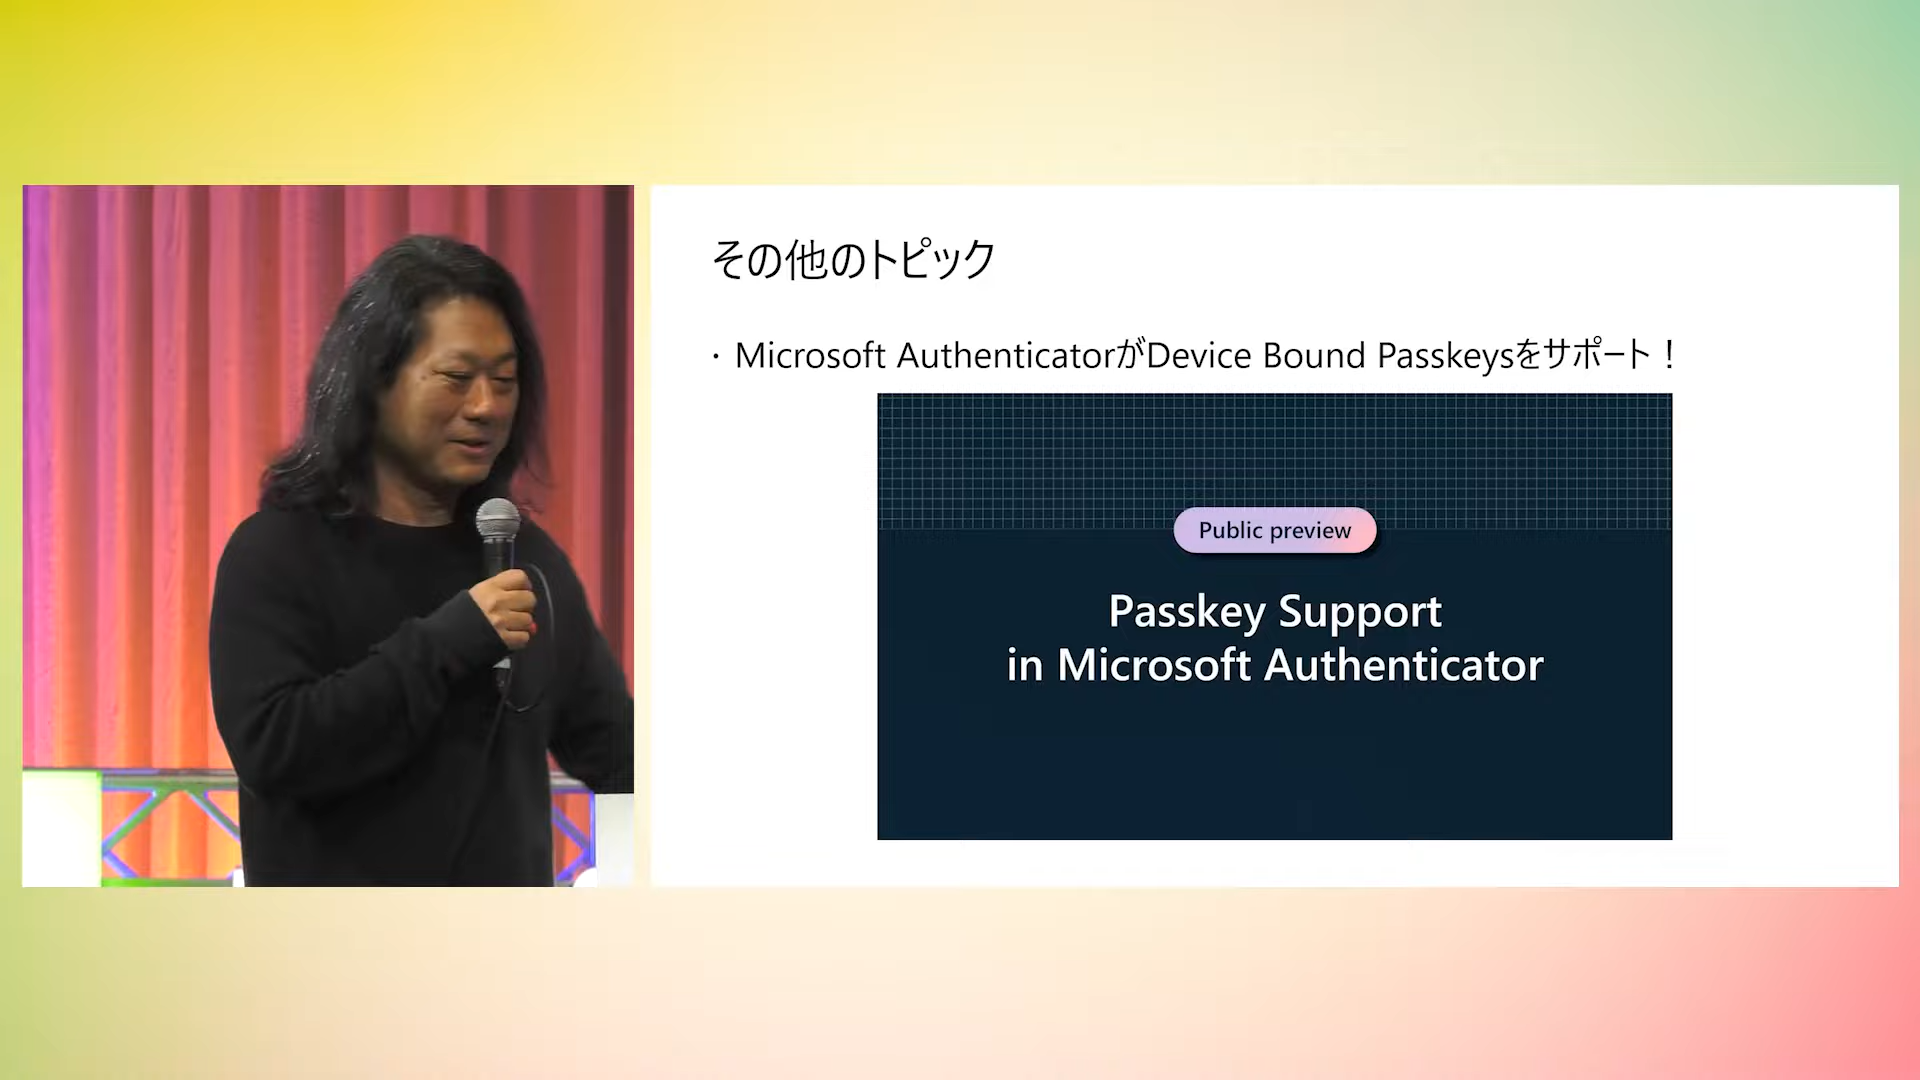 その他のトピック
・Microsoft AuthenticatorがDevice Bound Passkeysをサポート！
Public preview
Passkey Support
in Microsoft Authenticator